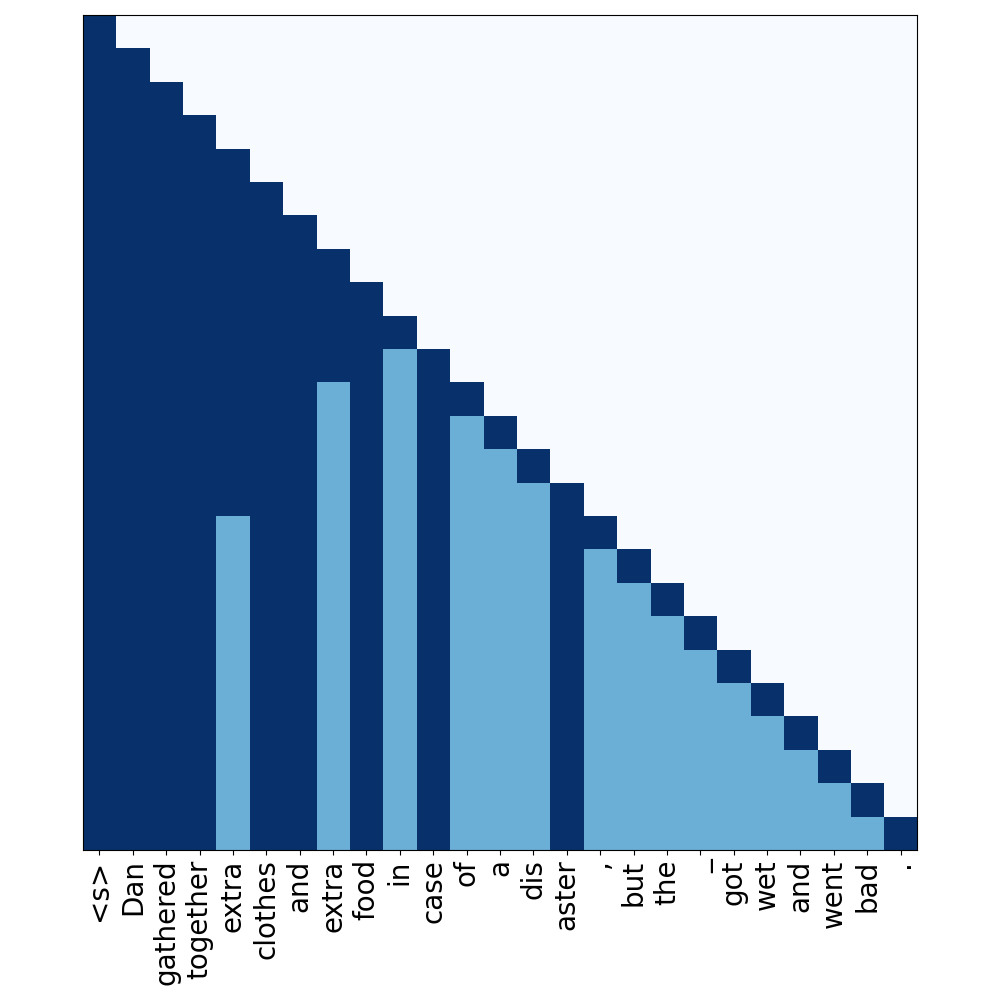 <s> Dan gathered together extra clothes and extra food in case of a dis aster , but the _ got wet and went bad .